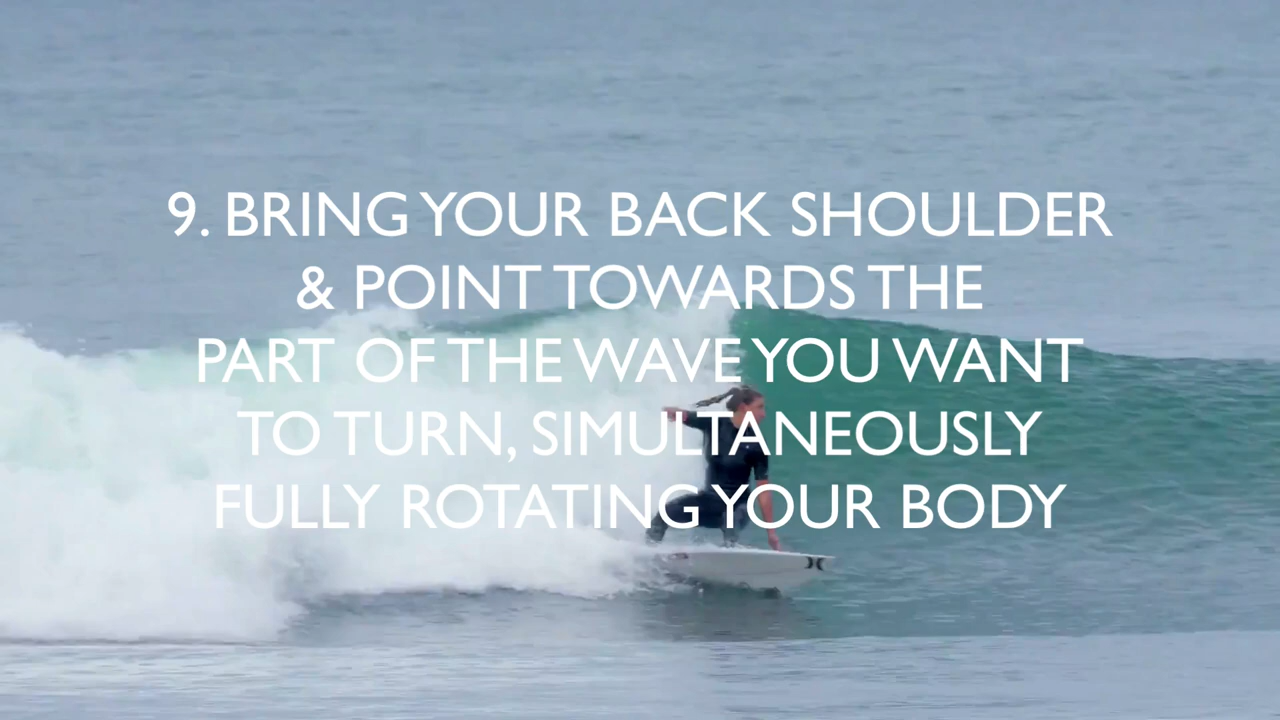 9. BRING YOUR BACK SHOULDER
& POINT TOWARDS THE
PART OF THE WAVE YOU WANT
TO TURN, SIMULTANEOUSLY
FULLY ROTATING YOUR BODY